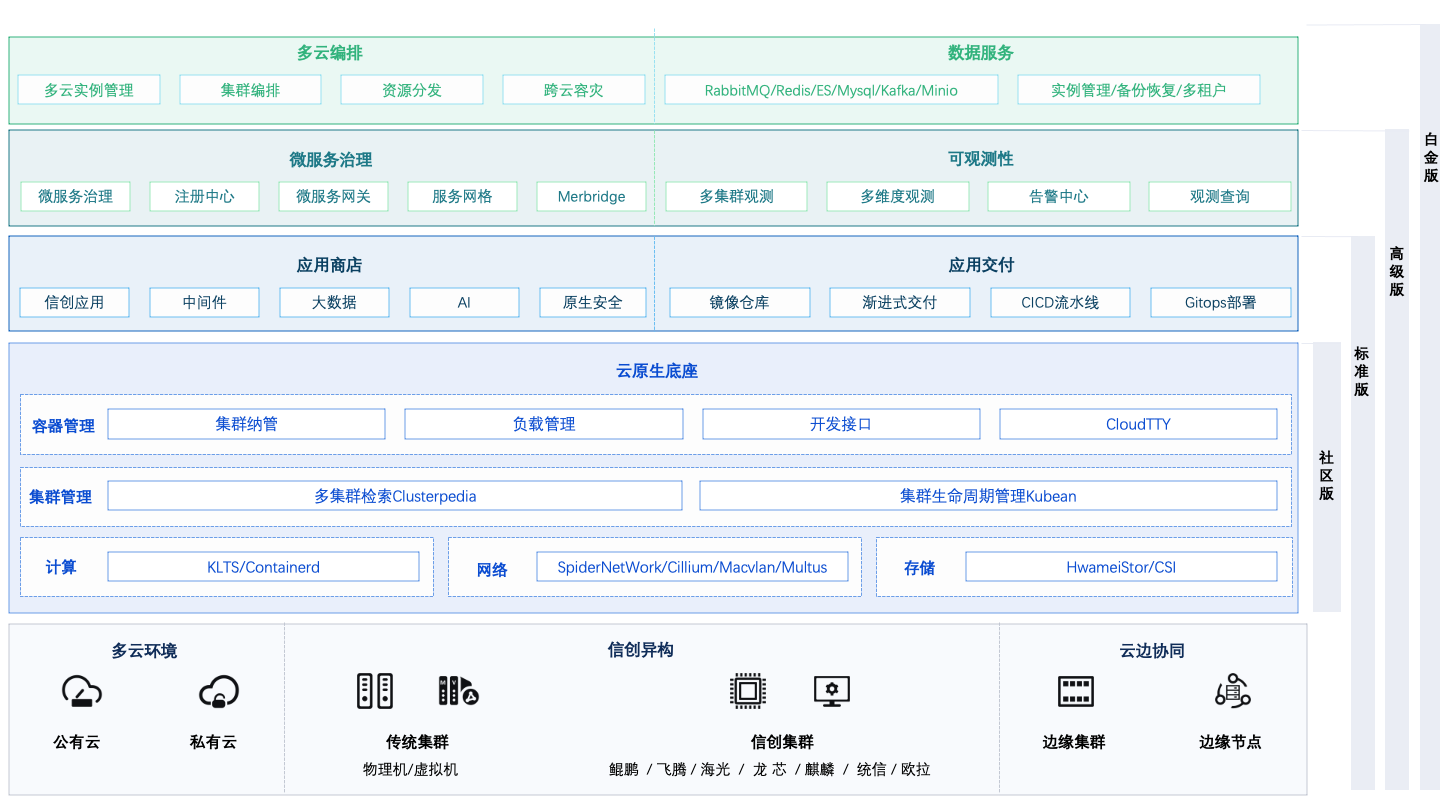 多云编排
数据服务
多云实例管理
集群编排
资源分发
跨云容灾
RabbitMQ/Redis/ES/Mysql/Kafka/Minio
实例管理/备份恢复/多租户
微服务治理
可观测性
微服务治理
注册中心
微服务网关
服务网格
Merbridge
多集群观测
多维度观测
告警中心
观测查询
应用商店
应用交付
信创应用
中间件
大数据
AI
原生安全
镜像仓库
渐进式交付
CICD流水线
Gitops部署
云原生底座
容器管理
集群纳管
负载管理
开发接口
CloudTTY
集群管理
多集群检索Clusterpedia
集群生命周期管理Kubean
计算
KLTS/Containerd
网络
SpiderNetWork/Cillium/Macvlan/Multus
存储
HwameiStor/CSI
多云环境
信创异构
云边协同
M V
公有云
私有云
传统集群
信创集群
边缘集群
边缘节点
物理机/虚拟机
鲲鹏 / 飞腾 / 海光 / 龙 芯 / 麒麟 / 统信 / 欧拉
社区版
标准版
高级版
白金版